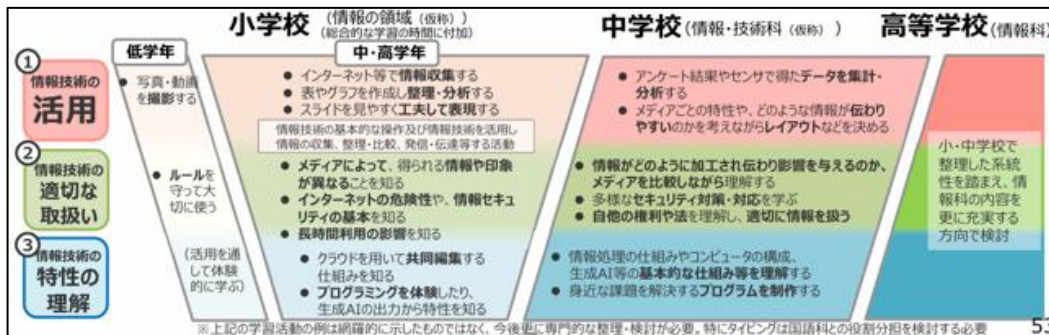 小学校 (情報の領域(仮称))
(総合的な学習の時間に付加)
中学校 (情報・技術科(仮称))
高等学校 (情報科)
低学年
中・高学年
①
情報技術の
活用
● 写真・動画
を撮影する
● インターネット等で情報収集する
● 表やグラフを作成し整理・分析する
● スライドを見やすく工夫して表現する
情報技術の基本的な操作及び情報技術を活用し
情報の収集、整理・比較、発信・伝達等する活動
● アンケート結果やセンサで得たデータを集計・
分析する
● メディアごとの特性や、どのような情報が伝わり
やすいのかを考えながらレイアウトなどを決める
②
情報技術の
適切な
取扱い
● ルールを
守って大
切に使う
● メディアによって、得られる情報や印象
が異なることを知る
● インターネットの危険性や、情報セキュ
リティの基本を知る
● 長時間利用の影響を知る
● 情報がどのように加工され伝わり影響を与えるのか、
メディアを比較しながら理解する
● 多様なセキュリティ対策・対応を学ぶ
● 自他の権利や法を理解し、適切に情報を扱う
小・中学校で
整理した系統
性を踏まえ、情
報科の内容を
更に充実する
方向で検討
③
情報技術の
特性の
理解
(活用を通
して体験
的に学ぶ)
● クラウドを用いて共同編集する
仕組みを知る
● プログラミングを体験したり、
生成AIの出力から特性を知る
● 情報処理の仕組みやコンピュータの構成、
生成AI等の基本的な仕組み等を理解する
● 身近な課題を解決するプログラムを制作する
※上記の学習活動の例は網羅的に示したものではなく、今後更に専門的な整理・検討が必要。特にタイピングは国語科との役割分担を検討する必要